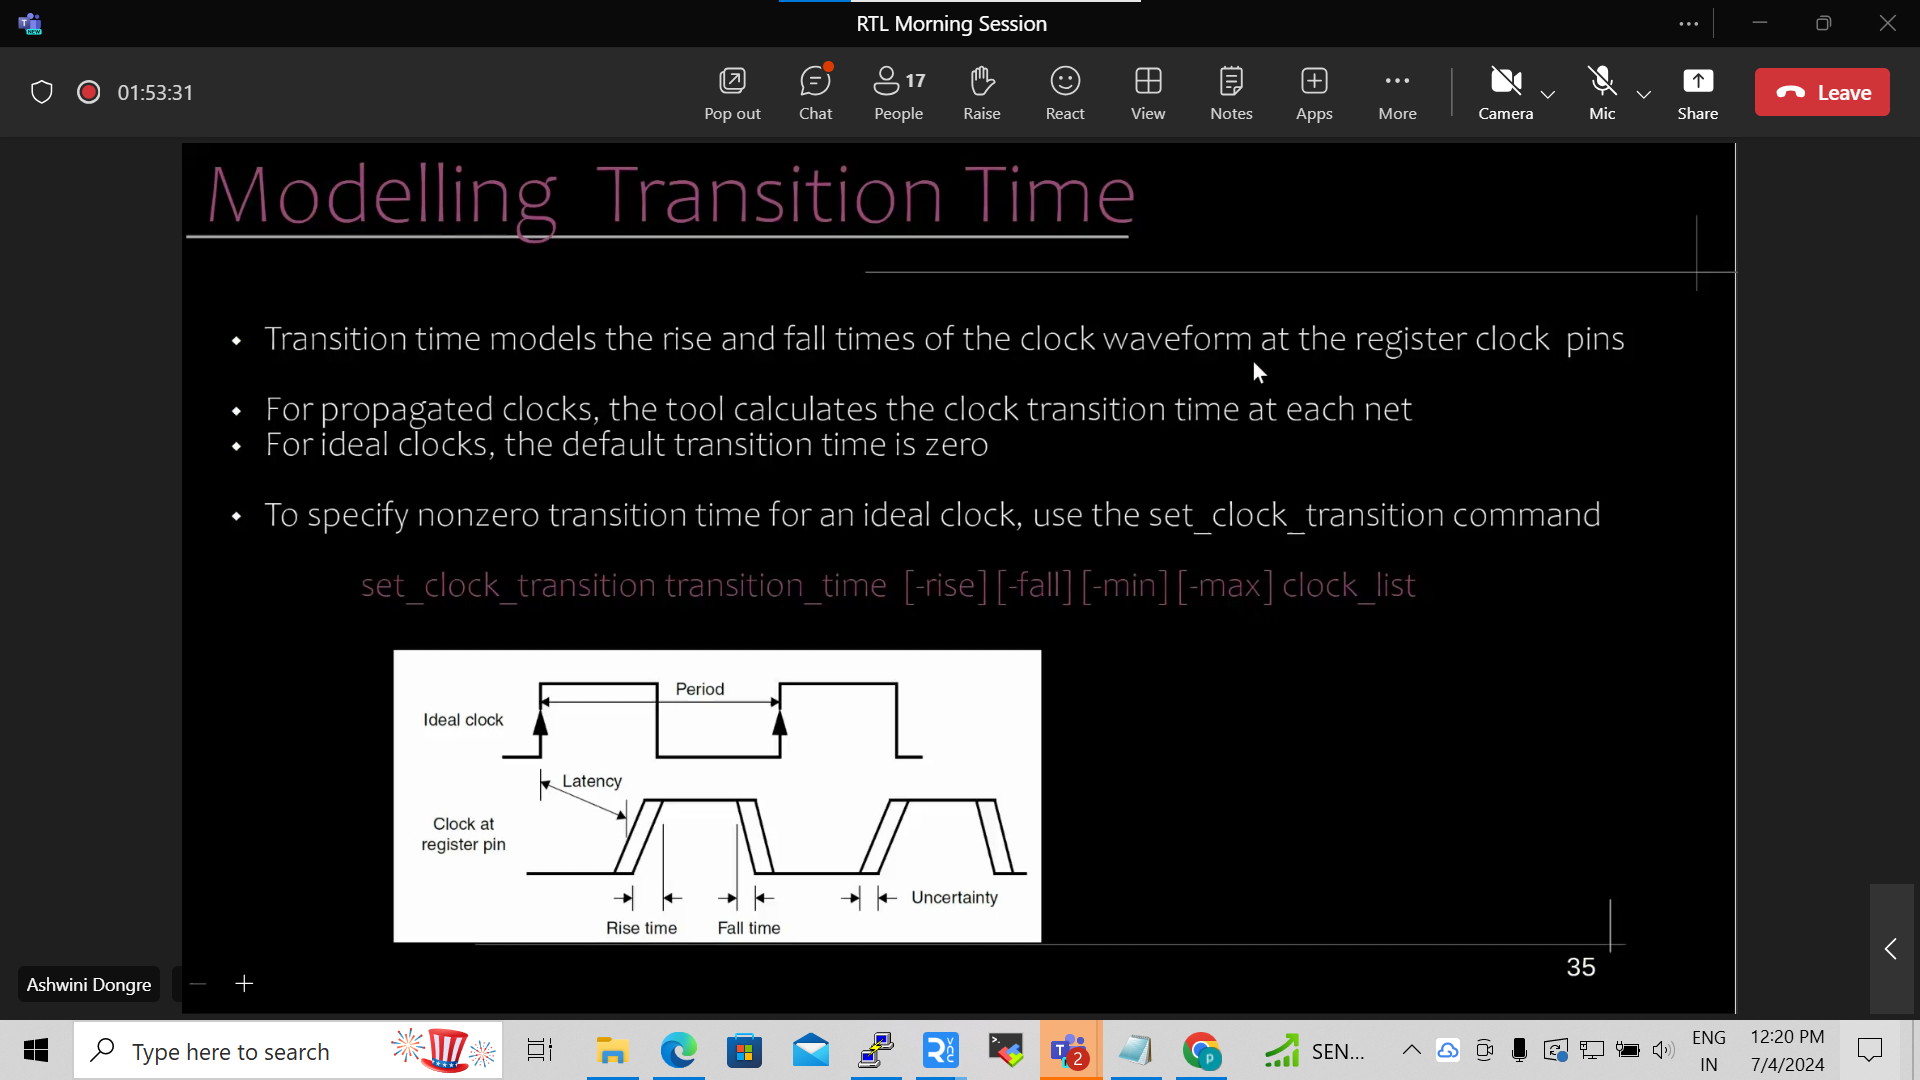 RTL Morning Session
01:53:31
Pop out
Chat
17
People
Raise
React
View
Notes
Apps
More
Camera
Mic
Share
Leave
Modelling Transition Time
• Transition time models the rise and fall times of the clock waveform at the register clock pins
• For propagated clocks, the tool calculates the clock transition time at each net
• For ideal clocks, the default transition time is zero
• To specify nonzero transition time for an ideal clock, use the set_clock_transition command
set_clock_transition transition_time [-rise] [-fall] [-min] [-max] clock_list
Period
Ideal clock
Latency
Clock at
register pin
Uncertainty
Rise time
Fall time
35
Ashwini Dongre
Type here to search
2
SEN...
ENG
IN
12:20 PM
7/4/2024